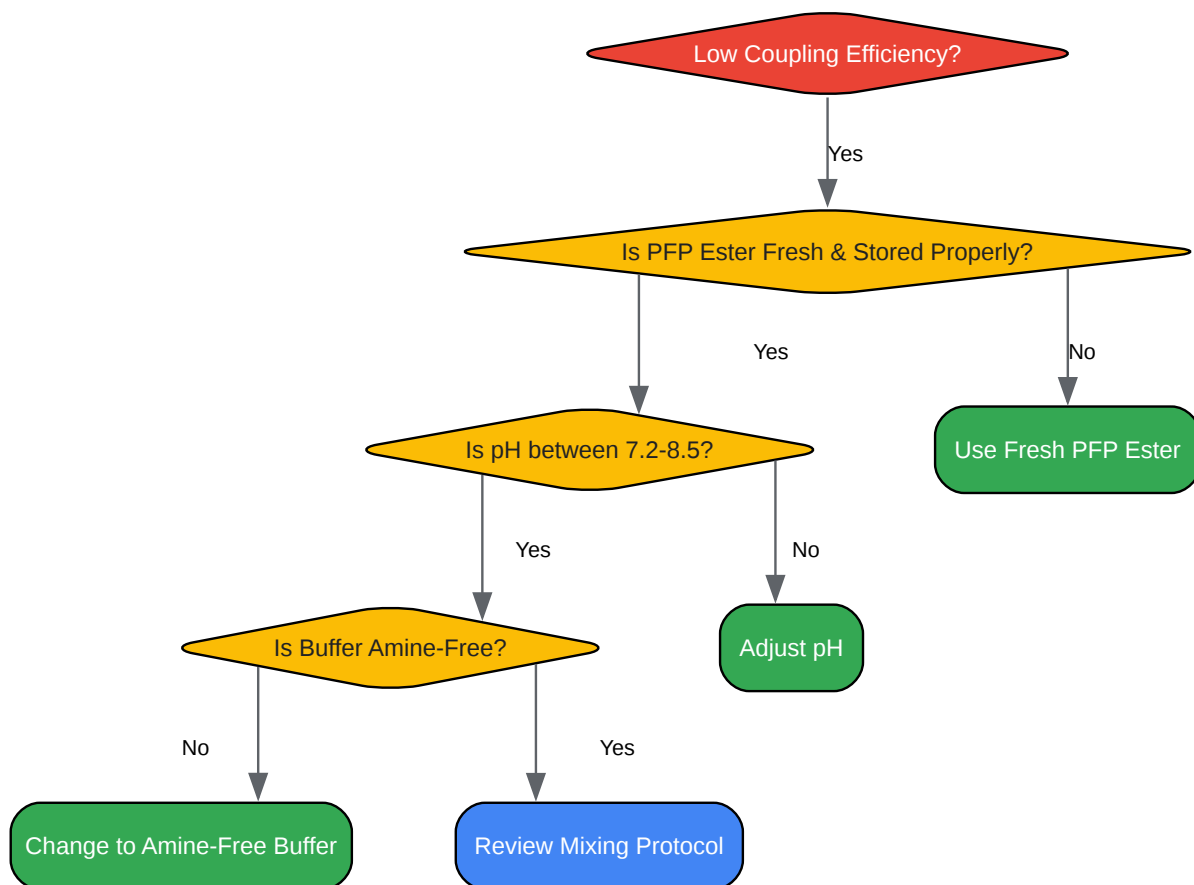 Low Coupling Efficiency?
Yes
Is PFP Ester Fresh & Stored Properly?
Yes
No
Is pH between 7.2-8.5?
Use Fresh PFP Ester
Yes
No
Is Buffer Amine-Free?
Adjust pH
No
Yes
Change to Amine-Free Buffer
Review Mixing Protocol